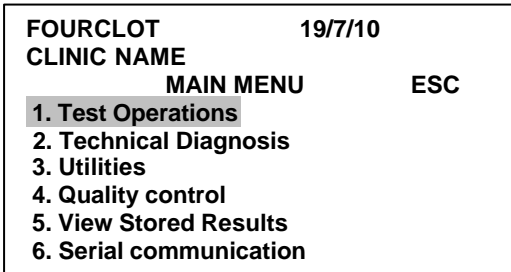 FOURCLOT 19/7/10
CLINIC NAME
MAIN MENU ESC
1. Test Operations
2. Technical Diagnosis
3. Utilities
4. Quality control
5. View Stored Results
6. Serial communication